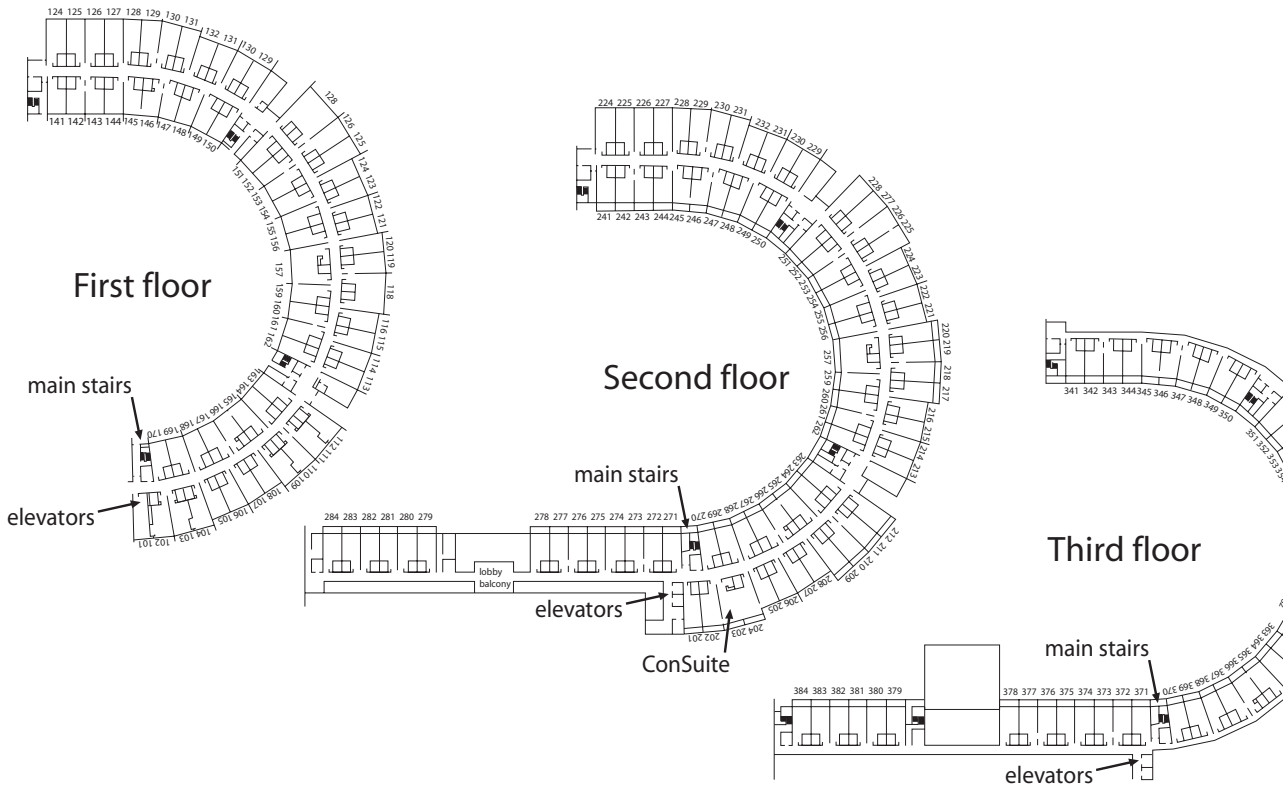 124 125 126 127 128 129 130 131 132 131 130 129
128 126 125 124 123 122 121 120 119 118 116 115 114 113
112 111 110 109 108 107 106 105 104 103 102 101
141 142 143 144 145 146 147 148 149 150
151 152 153 154 155 156 157 159 160 161 162
163 164 165 166 167 168 169 170
First floor
main stairs
elevators
224 225 226 227 228 229 230 231 232 231 230 229
228 277 226 225 224 223 222 221 220 219 218 217 216 215 214 213
212 211 210 209 208 207 206 205 204 203 202 201
241 242 243 244 245 246 247 248 249 250
251 252 253 254 255 256 257 259 260 261 262
263 264 265 266 267 268 269 270
Second floor
main stairs
284 283 282 281 280 279 278 277 276 275 274 273 272 271
lobby
balcony
elevators
ConSuite
341 342 343 344 345 346 347 348 349 350
351 352 353
363 364 365 366 367 368 369 370
Third floor
main stairs
384 383 382 381 380 379 378 377 376 375 374 373 372 371
elevators